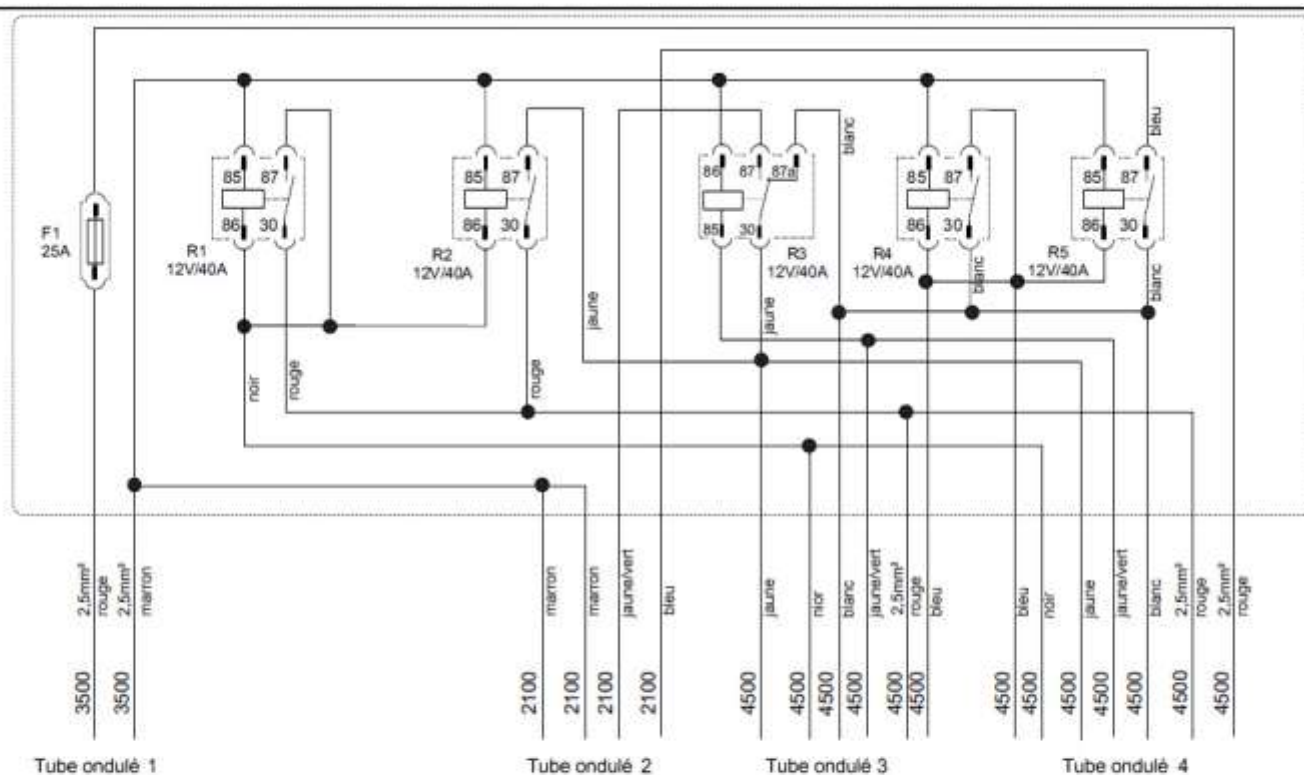 blanc
bleu
85 87
85 87
86 87 87a
85 87
85 87
F1
25A
86 30
86 30
85 30
86 30
86 30
R1
12V/40A
R2
12V/40A
R3
12V/40A
R4
12V/40A
R5
12V/40A
blanc
blanc
jaune
jaune
noir
rouge
rouge
2,5mm²
rouge
2,5mm²
marron
marron
marron
jaune/vert
bleu
jaune
nior
blanc
jaune/vert
2,5mm²
rouge
bleu
bleu
noir
jaune
jaune/vert
blanc
2,5mm²
rouge
2,5mm²
rouge
3500
3500
2100
2100
2100
2100
4500
4500
4500
4500
4500
4500
4500
4500
4500
4500
4500
4500
4500
Tube ondulé 1
Tube ondulé 2
Tube ondulé 3
Tube ondulé 4